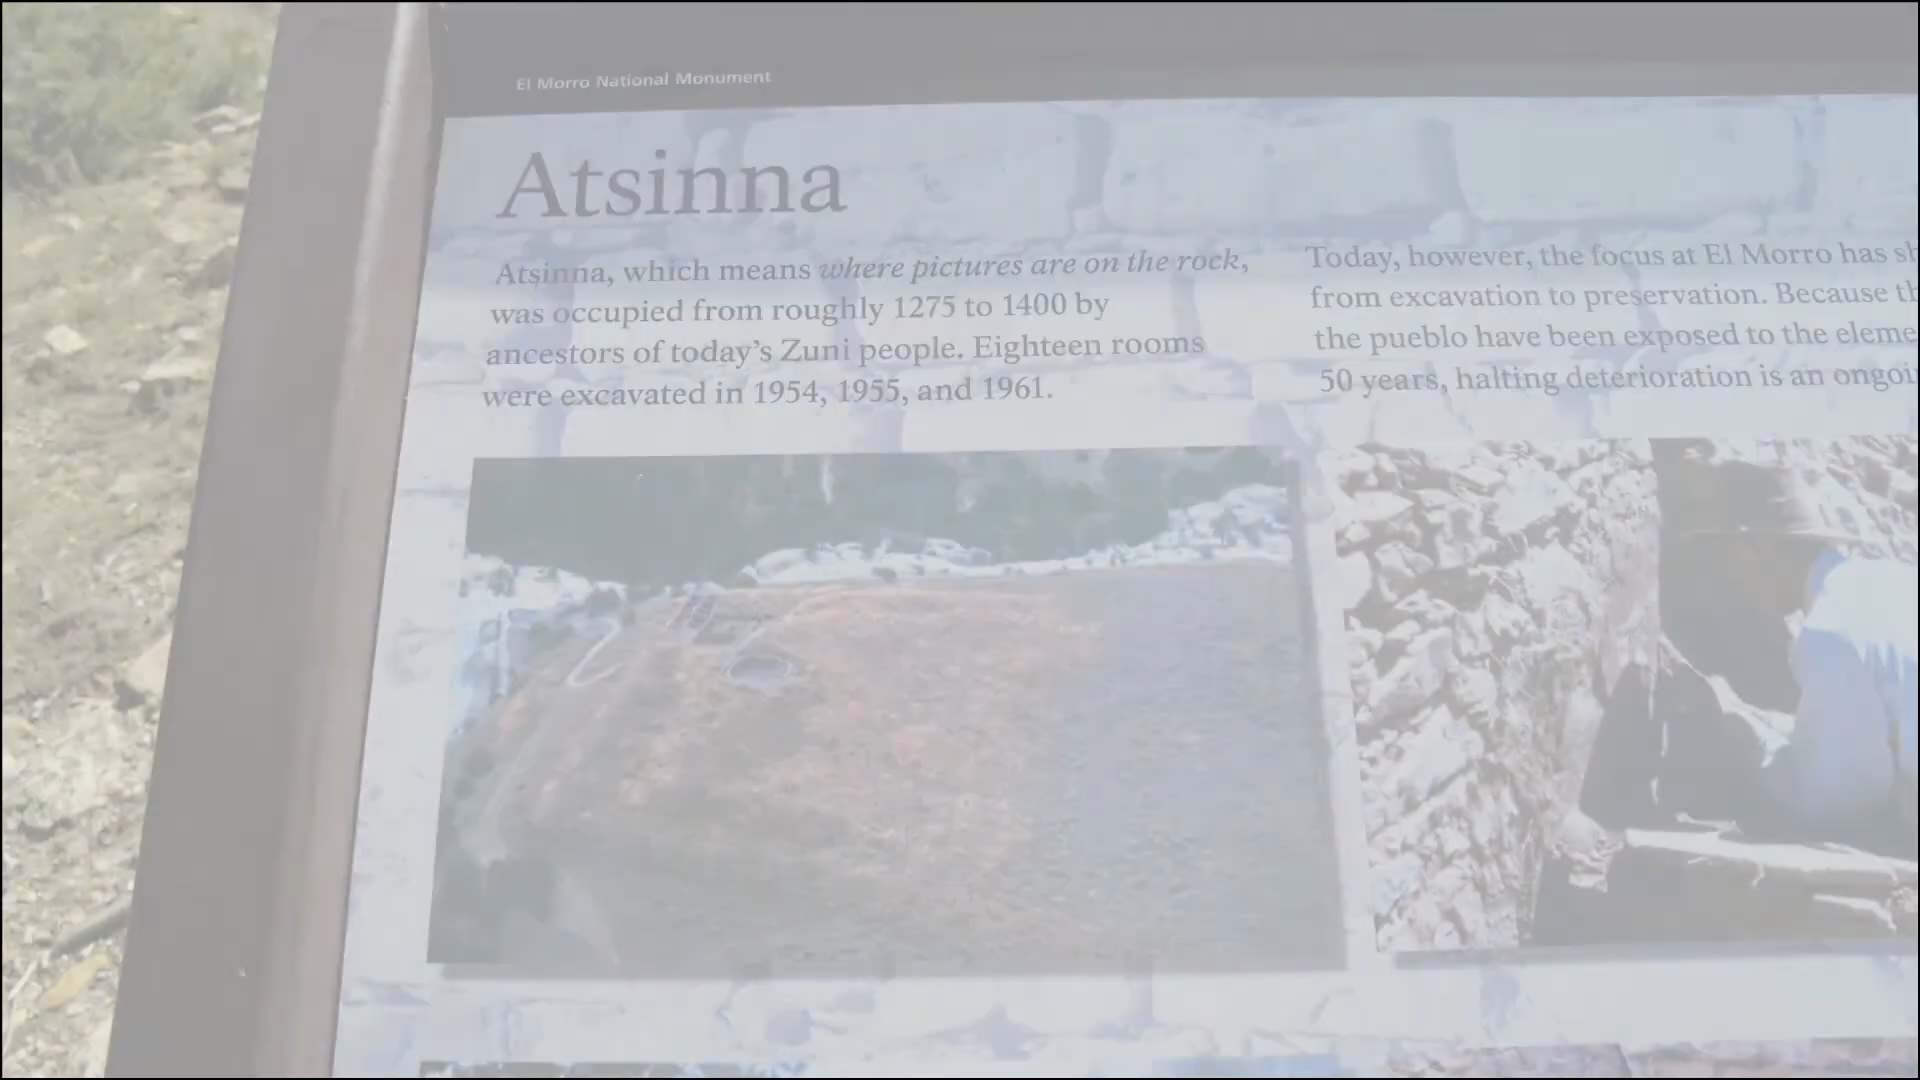 El Morro National Monument
Atsinna
Atsinna, which means where pictures are on the rock,
was occupied from roughly 1275 to 1400 by
ancestors of today's Zuni people. Eighteen rooms
were excavated in 1954, 1955, and 1961.
Today, however, the focus at El Morro has
from excavation to preservation. Because
the pueblo have been exposed to the
50 years, halting deterioration is an